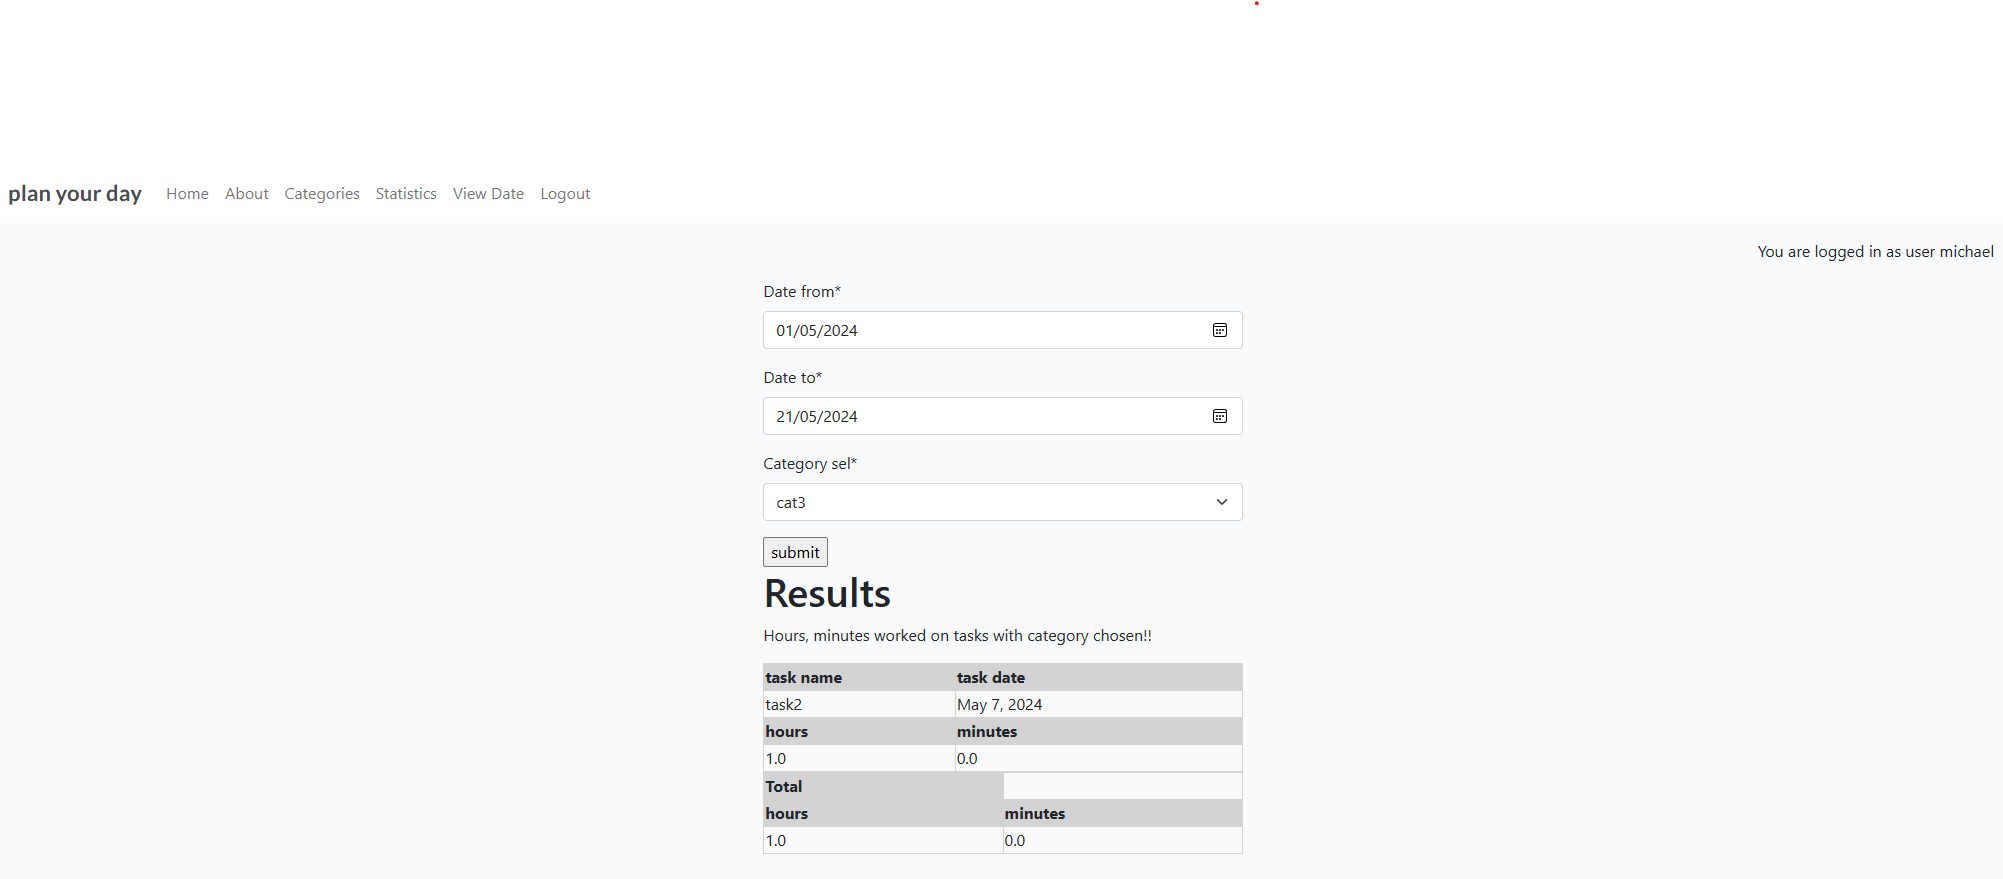 plan your day Home About Categories Statistics View Date Logout
You are logged in as user michael
Date from*
01/05/2024
Date to*
21/05/2024
Category sel*
cat3
submit
Results
Hours, minutes worked on tasks with category chosen!!
task name task date
task2 May 7, 2024
hours minutes
1.0 0.0
Total
hours minutes
1.0 0.0